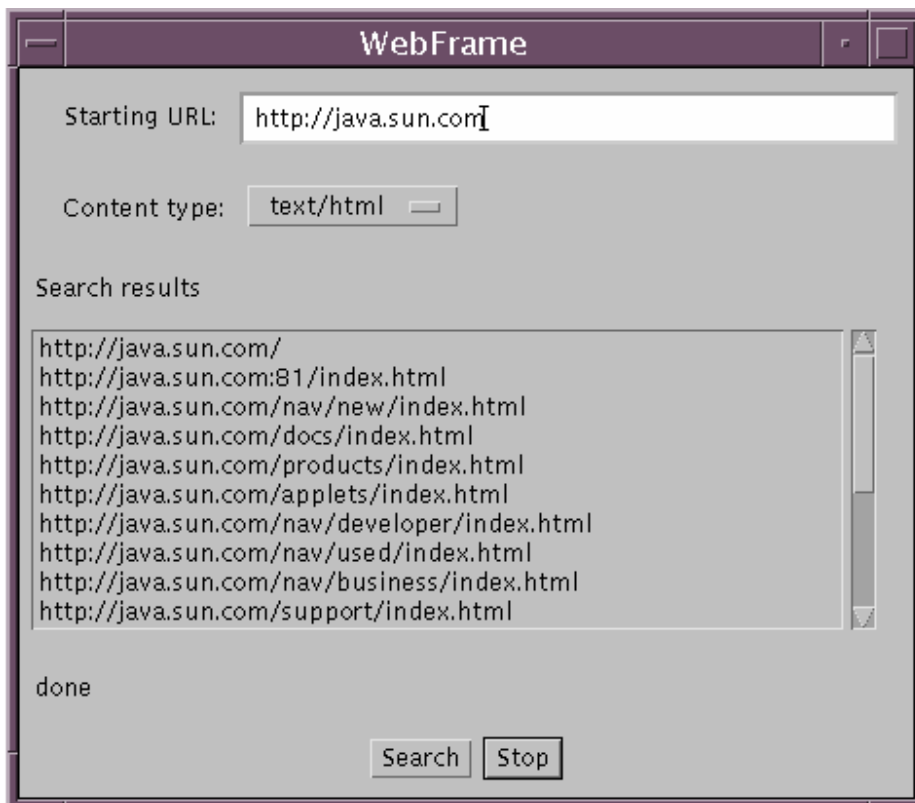 WebFrame
Starting URL: http://java.sun.com
Content type: text/html
Search results
http://java.sun.com/
http://java.sun.com:81/index.html
http://java.sun.com/nav/new/index.html
http://java.sun.com/docs/index.html
http://java.sun.com/products/index.html
http://java.sun.com/applets/index.html
http://java.sun.com/nav/developer/index.html
http://java.sun.com/nav/used/index.html
http://java.sun.com/nav/business/index.html
http://java.sun.com/support/index.html
done
Search Stop